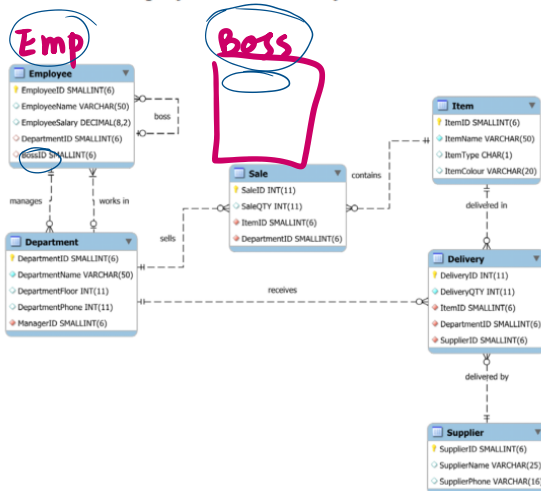 Emp
Boss
Employee
EmployeeID SMALLINT(6)
EmployeeName VARCHAR(50)
EmployeeSalary DECIMAL(8,2)
DepartmentID SMALLINT(6)
BossID SMALLINT(6)
boss
manages
works in
Department
DepartmentID SMALLINT(6)
DepartmentName VARCHAR(50)
DepartmentFloor INT(11)
DepartmentPhone INT(11)
ManagerID SMALLINT(6)
sells
Sale
SaleID INT(11)
SaleQTY INT(11)
ItemID SMALLINT(6)
DepartmentID SMALLINT(6)
contains
receives
Item
ItemID SMALLINT(6)
ItemName VARCHAR(50)
ItemType CHAR(1)
ItemColour VARCHAR(20)
delivered in
Delivery
DeliveryID INT(11)
DeliveryQTY INT(11)
ItemID SMALLINT(6)
DepartmentID SMALLINT(6)
SupplierID SMALLINT(6)
delivered by
Supplier
SupplierID SMALLINT(6)
SupplierName VARCHAR(25)
SupplierPhone VARCHAR(16)